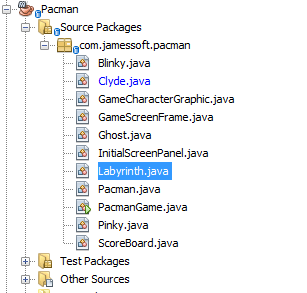 Pacman
Source Packages
com.jamessoft.pacman
Blinky.java
Clyde.java
GameCharacterGraphic.java
GameScreenFrame.java
Ghost.java
InitialScreenPanel.java
Labyrinth.java
Pacman.java
PacmanGame.java
Pinky.java
ScoreBoard.java
Test Packages
Other Sources